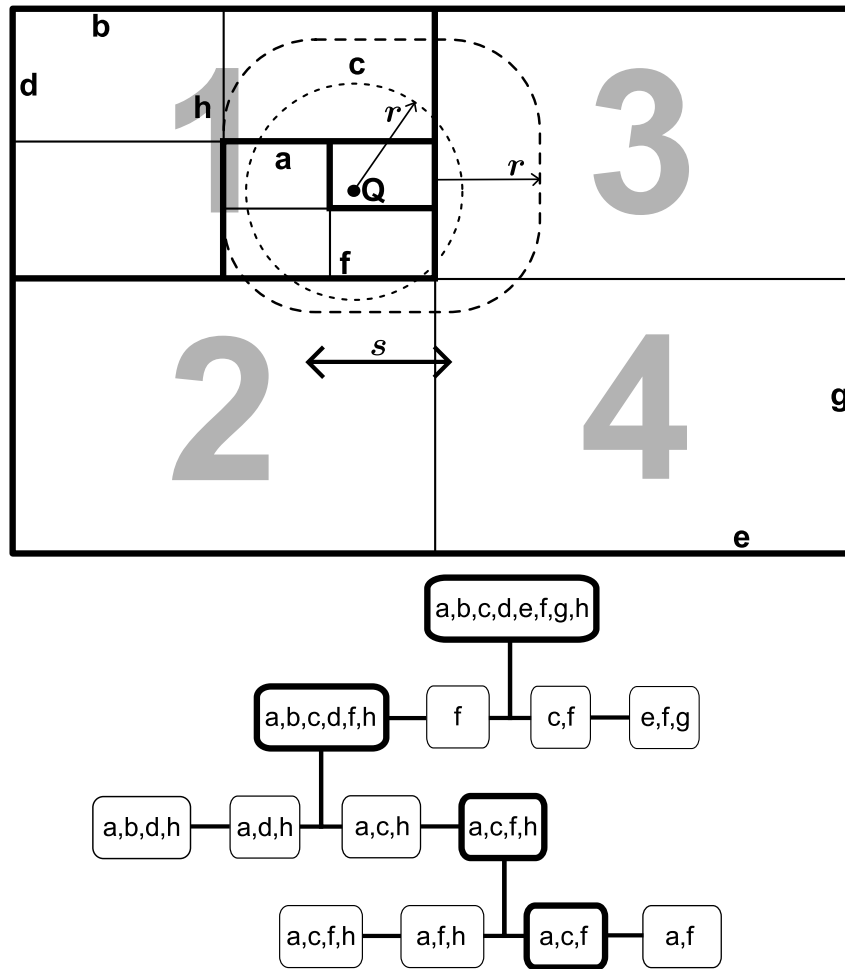 b
c
d
h
r
1
3
a
r
Q
f
s
2
4
g
e
a,b,c,d,e,f,g,h
a,b,c,d,f,h
f
c,f
e,f,g
a,b,d,h
a,d,h
a,c,h
a,c,f,h
a,c,f,h
a,f,h
a,c,f
a,f